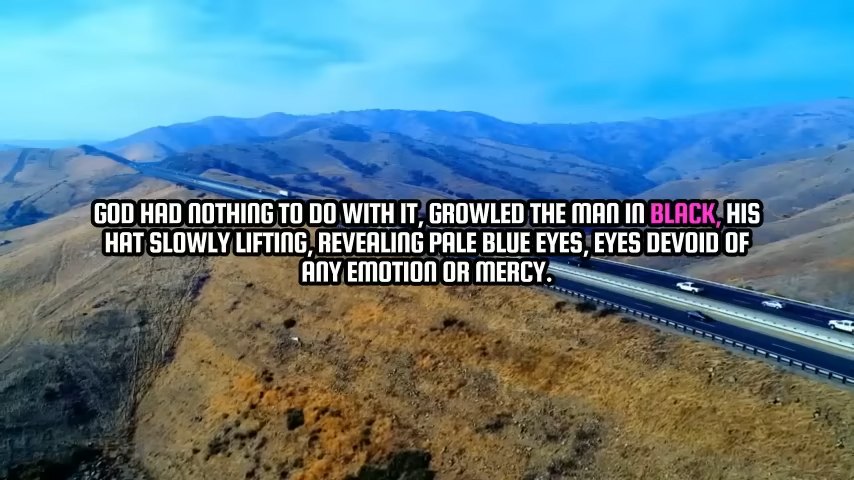 GOD HAD NOTHING TO DO WITH IT, GROWLED THE MAN IN BLACK, HIS
HAT SLOWLY LIFTING, REVEALING PALE BLUE EYES, EYES DEVOID OF
ANY EMOTION OR MERCY.